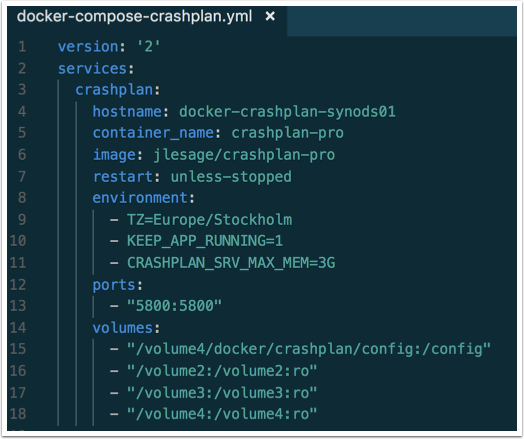 docker-compose-crashplan.yml ×
1 version: '2'
2 services:
3 crashplan:
4 hostname: docker-crashplan-synods01
5 container_name: crashplan-pro
6 image: jlesage/crashplan-pro
7 restart: unless-stopped
8 environment:
9 - TZ=Europe/Stockholm
10 - KEEP_APP_RUNNING=1
11 - CRASHPLAN_SRV_MAX_MEM=3G
12 ports:
13 - "5800:5800"
14 volumes:
15 - "/volume4/docker/crashplan/config:/config"
16 - "/volume2:/volume2:ro"
17 - "/volume3:/volume3:ro"
18 - "/volume4:/volume4:ro"